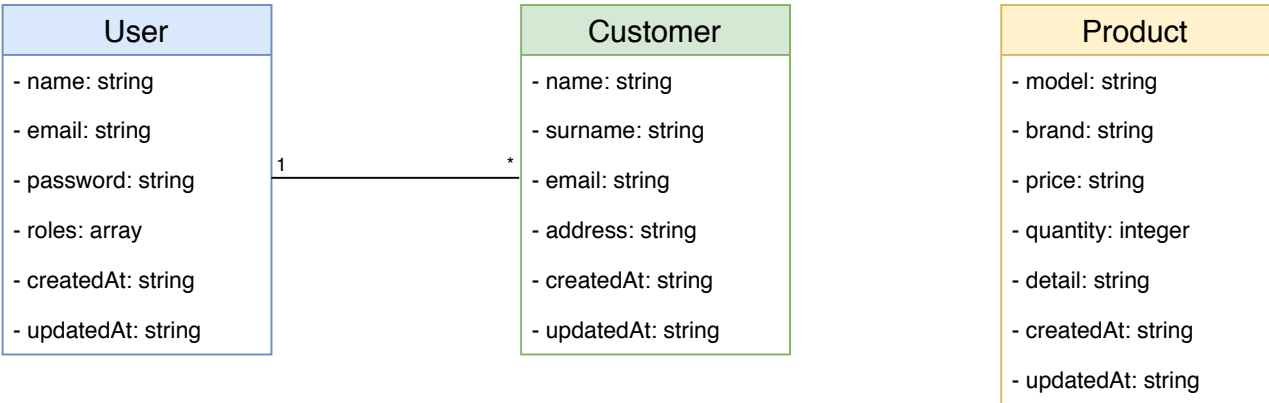 User
- name: string
- email: string
- password: string
- roles: array
- createdAt: string
- updatedAt: string
1
*
Customer
- name: string
- surname: string
- email: string
- address: string
- createdAt: string
- updatedAt: string
Product
- model: string
- brand: string
- price: string
- quantity: integer
- detail: string
- createdAt: string
- updatedAt: string